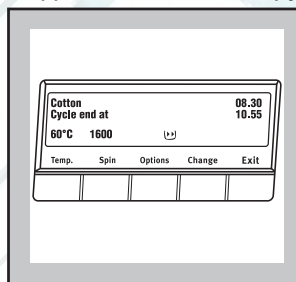 Cotton 08.30
Cycle end at 10.55
60°C 1600
Temp. Spin Options Change Exit